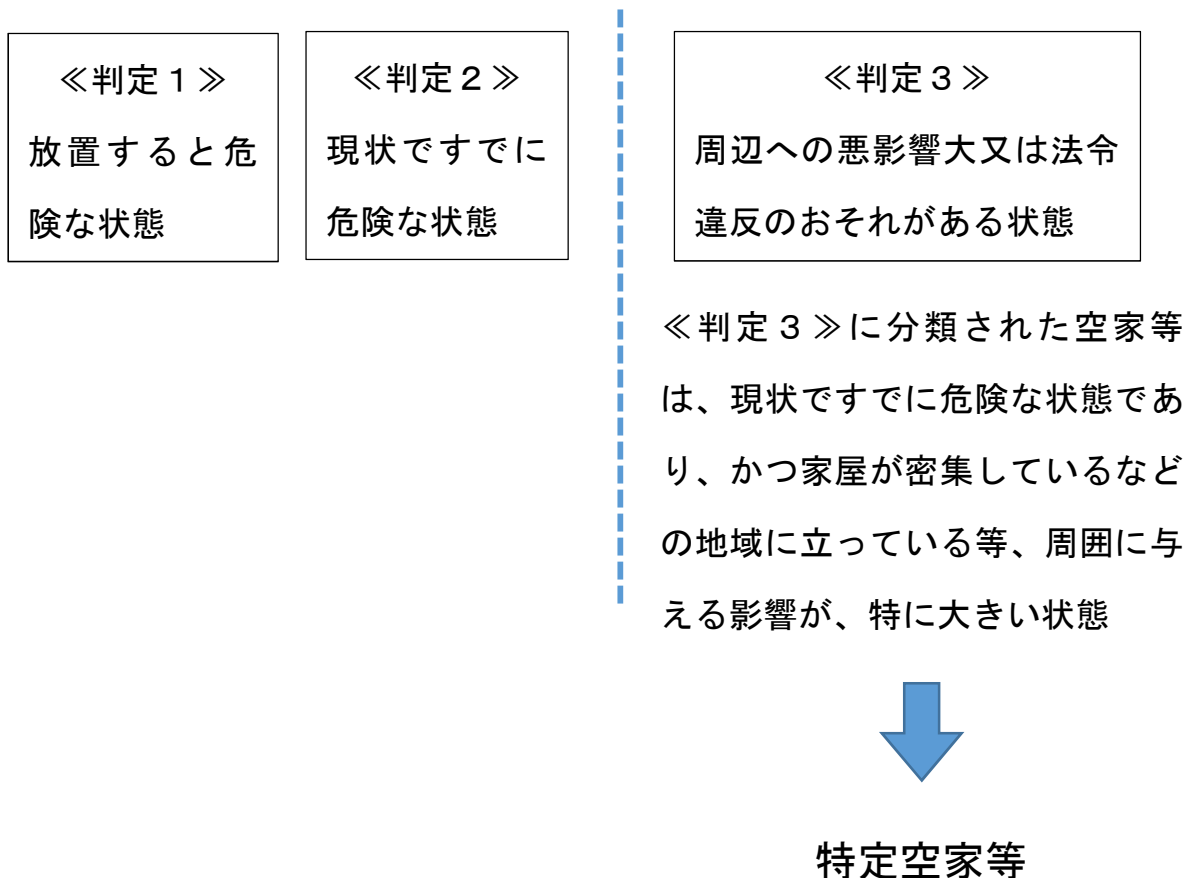 ≪判定１≫
放置すると危
険な状態
≪判定２≫
現状ですでに
危険な状態
≪判定３≫
周辺への悪影響大又は法令
違反のおそれがある状態
≪判定３≫に分類された空家等
は、現状ですでに危険な状態であ
り、かつ家屋が密集しているなど
の地域に立っている等、周囲に与
える影響が、特に大きい状態
特定空家等